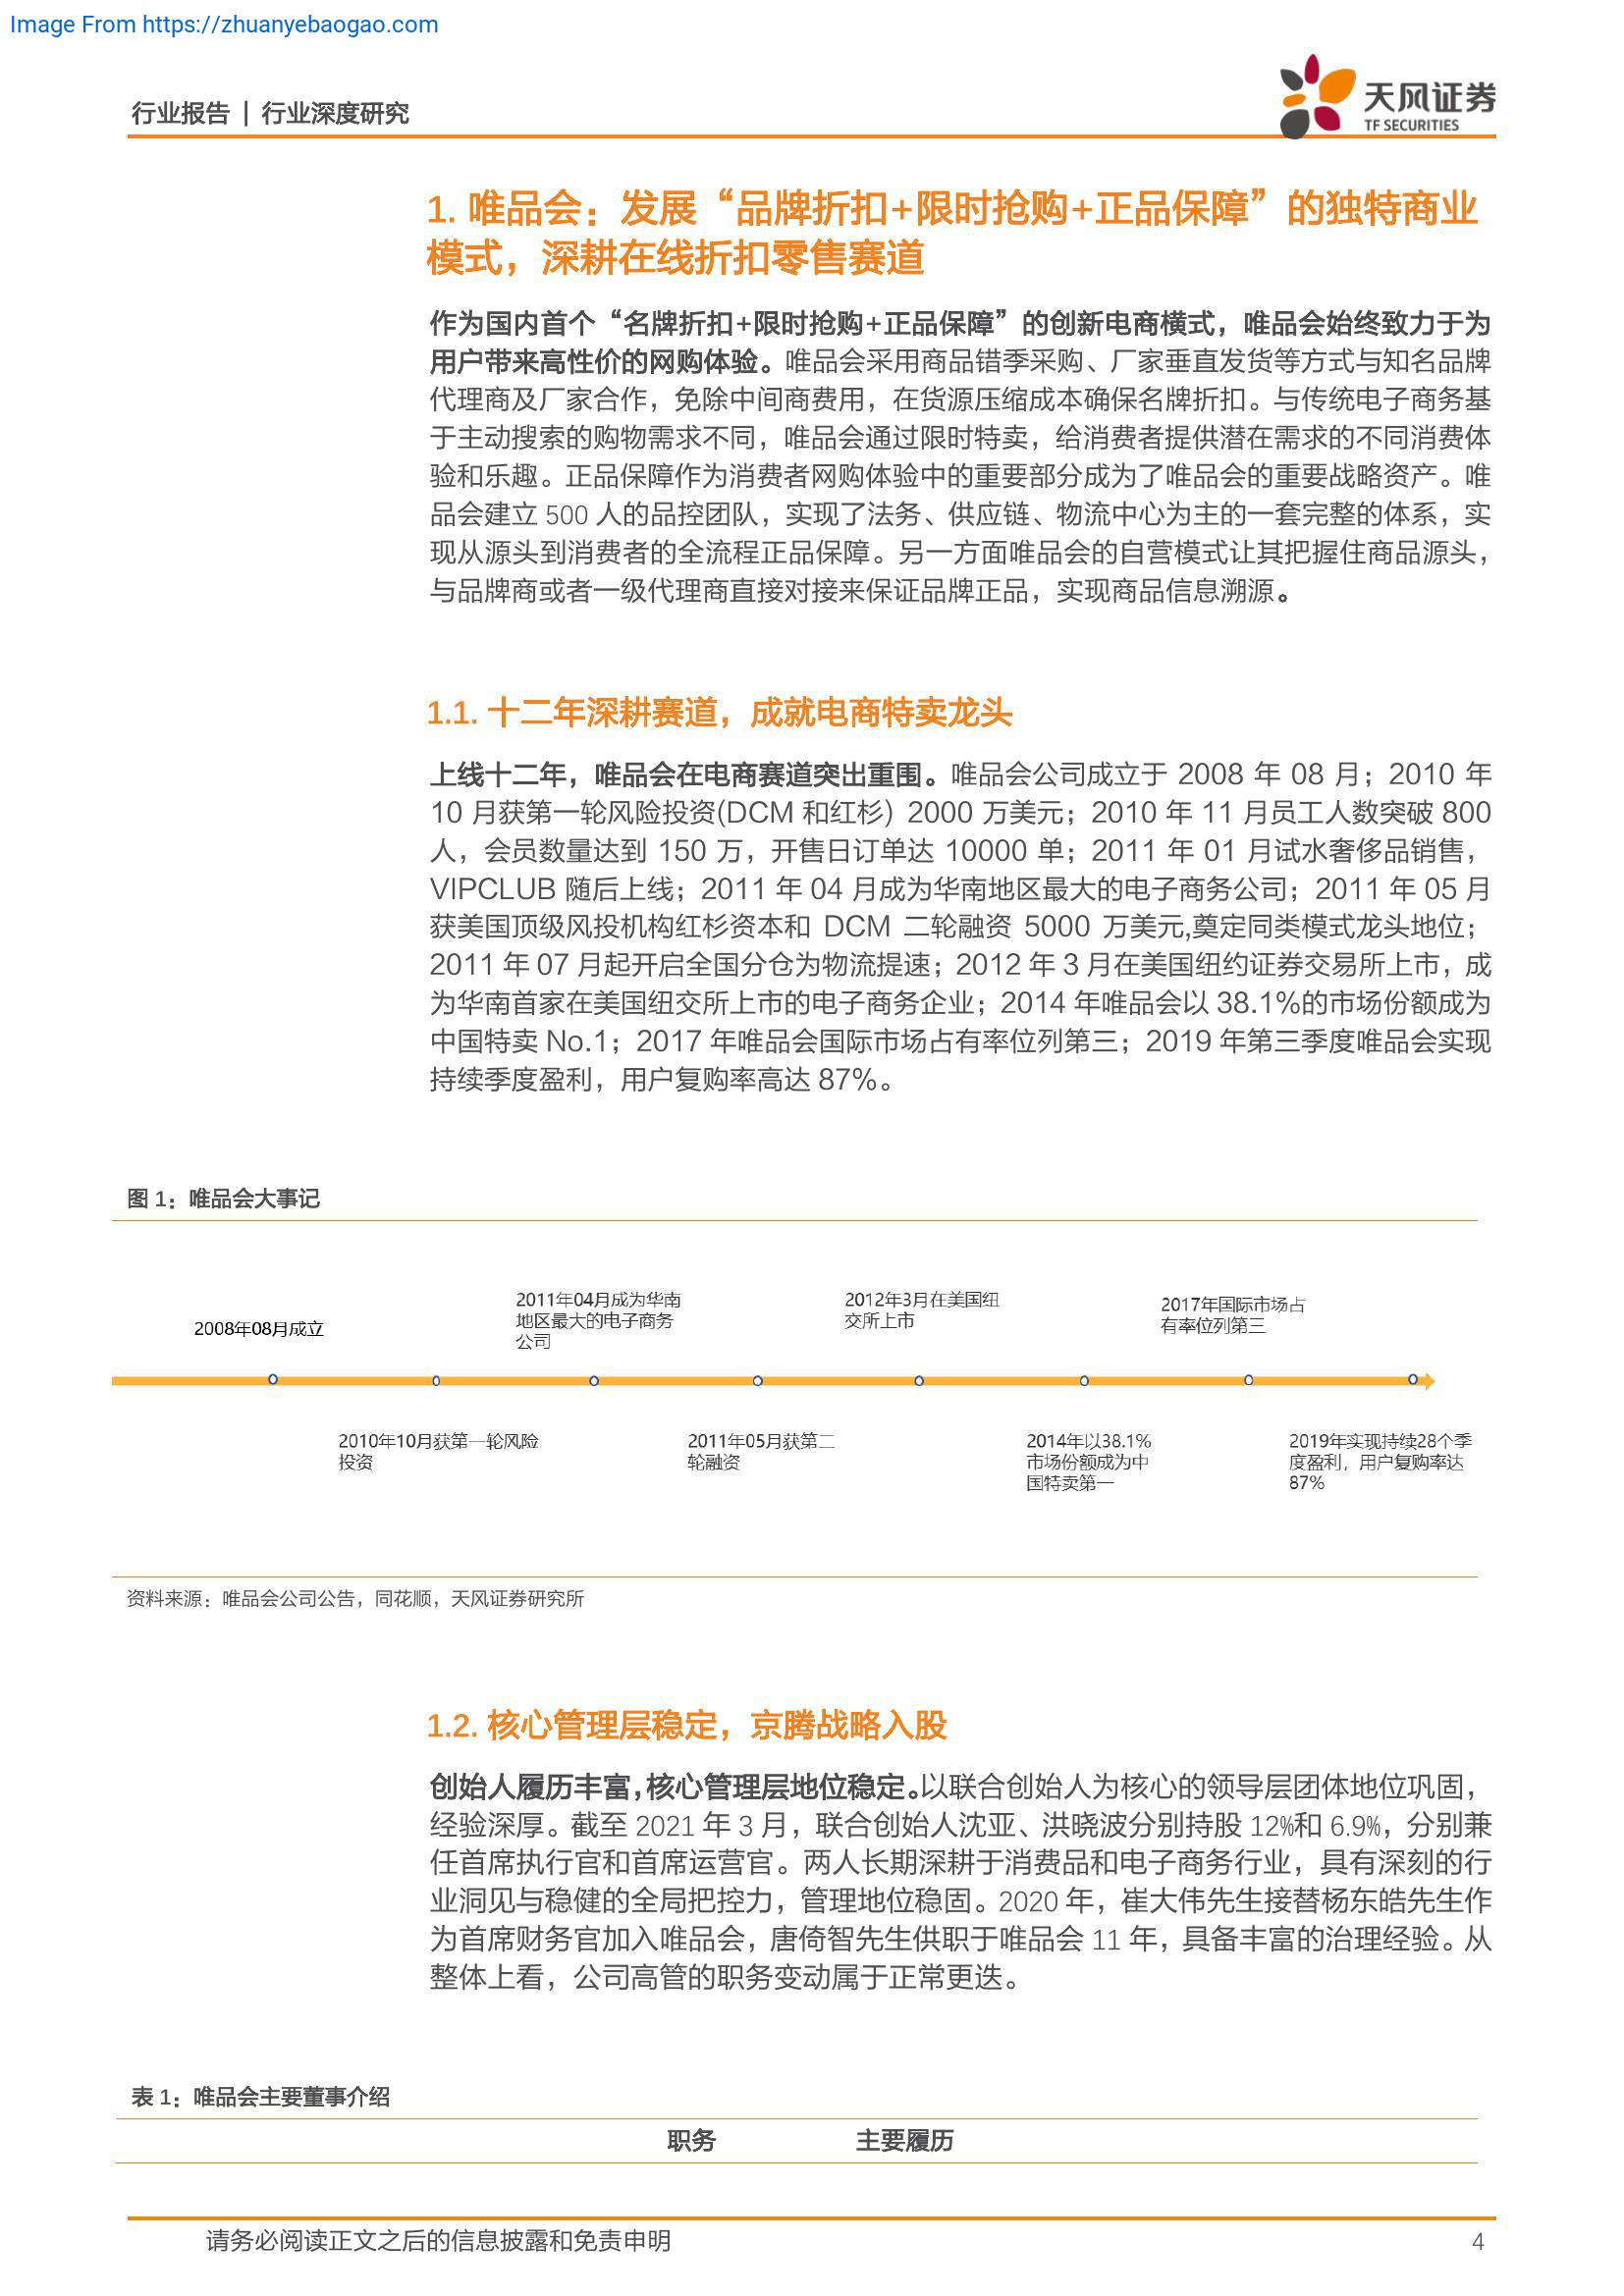 Image From https://zhuanyebaogao.com
行业报告 | 行业深度研究
天风证券
TF SECURITIES
1. 唯品会：发展“品牌折扣+限时抢购+正品保障”的独特商业
模式，深耕在线折扣零售赛道
作为国内首个“名牌折扣+限时抢购+正品保障”的创新电商模式，唯品会始终致力于为
用户带来高性价的网购体验。唯品会采用商品错季采购、厂家垂直发货等方式与知名品牌
代理商及厂家合作，免除中间商费用，在货源压缩成本确保名牌折扣。与传统电子商务基
于主动搜索的购物需求不同，唯品会通过限时特卖，给消费者提供潜在需求的不同消费体
验和乐趣。正品保障作为消费者网购体验中的重要部分成为了唯品会的重要战略资产。唯
品会建立 500 人的品控团队，实现了法务、供应链、物流中心为主的一套完整的体系，实
现从源头到消费者的全流程正品保障。另一方面唯品会的自营模式让其把握住商品源头，
与品牌商或者一级代理商直接对接来保证品牌正品，实现商品信息溯源。
1.1. 十二年深耕赛道，成就电商特卖龙头
上线十二年，唯品会在电商赛道突出重围。唯品会公司成立于 2008 年 08 月；2010 年
10 月获第一轮风险投资(DCM 和红杉) 2000 万美元；2010 年 11 月员工人数突破 800
人，会员数量达到 150 万，开售日订单达 10000 单；2011 年 01 月试水奢侈品销售，
VIPCLUB 随后上线；2011 年 04 月成为华南地区最大的电子商务公司；2011 年 05 月
获美国顶级风投机构红杉资本和 DCM 二轮融资 5000 万美元,奠定同类模式龙头地位；
2011 年 07 月起开启全国分仓为物流提速；2012 年 3 月在美国纽约证券交易所上市，成
为华南首家在美国纽交所上市的电子商务企业；2014 年唯品会以 38.1%的市场份额成为
中国特卖 No.1；2017 年唯品会国际市场占有率位列第三；2019 年第三季度唯品会实现
持续季度盈利，用户复购率高达 87%。
图 1：唯品会大事记
2008年08月成立
2011年04月成为华南
地区最大的电子商务
公司
2012年3月在美国纽
交所上市
2017年国际市场占
有率位列第三
2010年10月获第一轮风险
投资
2011年05月获第二
轮融资
2014年以38.1%
市场份额成为中
国特卖第一
2019年实现持续28个季
度盈利，用户复购率达
87%
资料来源：唯品会公司公告，同花顺，天风证券研究所
1.2. 核心管理层稳定，京腾战略入股
创始人履历丰富，核心管理层地位稳定。以联合创始人为核心的领导层团体地位巩固，
经验深厚。截至 2021 年 3 月，联合创始人沈亚、洪晓波分别持股 12%和 6.9%，分别兼
任首席执行官和首席运营官。两人长期深耕于消费品和电子商务行业，具有深刻的行
业洞见与稳健的全局把控力，管理地位稳固。2020 年，崔大伟先生接替杨东皓先生作
为首席财务官加入唯品会，唐倚智先生供职于唯品会 11 年，具备丰富的治理经验。从
整体上看，公司高管的职务变动属于正常更迭。
表 1：唯品会主要董事介绍
职务 主要履历
请务必阅读正文之后的信息披露和免责申明
4